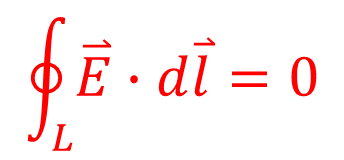 ∮_L E⃗ · dl⃗ = 0